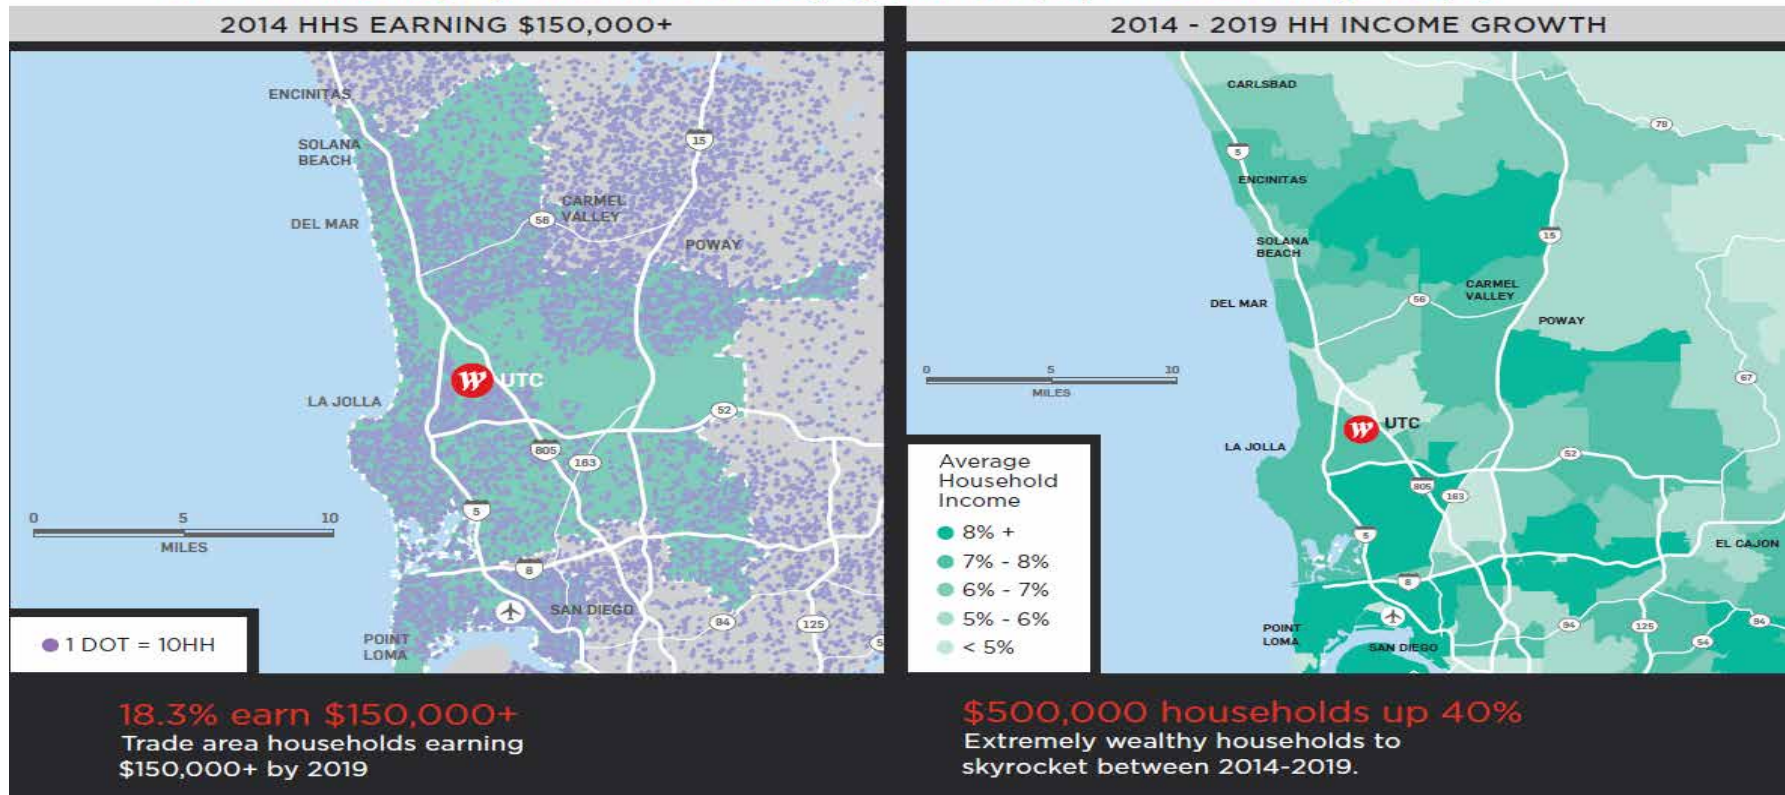 2014 HHS EARNING $150,000+
ENCINITAS
SOLANA
BEACH
DEL MAR
15
CARMEL
VALLEY
56
POWAY
W UTC
LA JOLLA
52
805
163
5
0 5 10
MILES
8
SAN DIEGO
94
125
POINT
LOMA
1 DOT = 10HH
18.3% earn $150,000+
Trade area households earning
$150,000+ by 2019
2014 - 2019 HH INCOME GROWTH
CARLSBAD
78
5
ENCINITAS
15
SOLANA
BEACH
CARMEL
VALLEY
56
DEL MAR
POWAY
0 5 10
MILES
67
W UTC
LA JOLLA
52
805
163
5
EL CAJON
8
POINT
LOMA
SAN DIEGO
94
125
54
94
Average
Household
Income
8% +
7% - 8%
6% - 7%
5% - 6%
< 5%
$500,000 households up 40%
Extremely wealthy households to
skyrocket between 2014-2019.